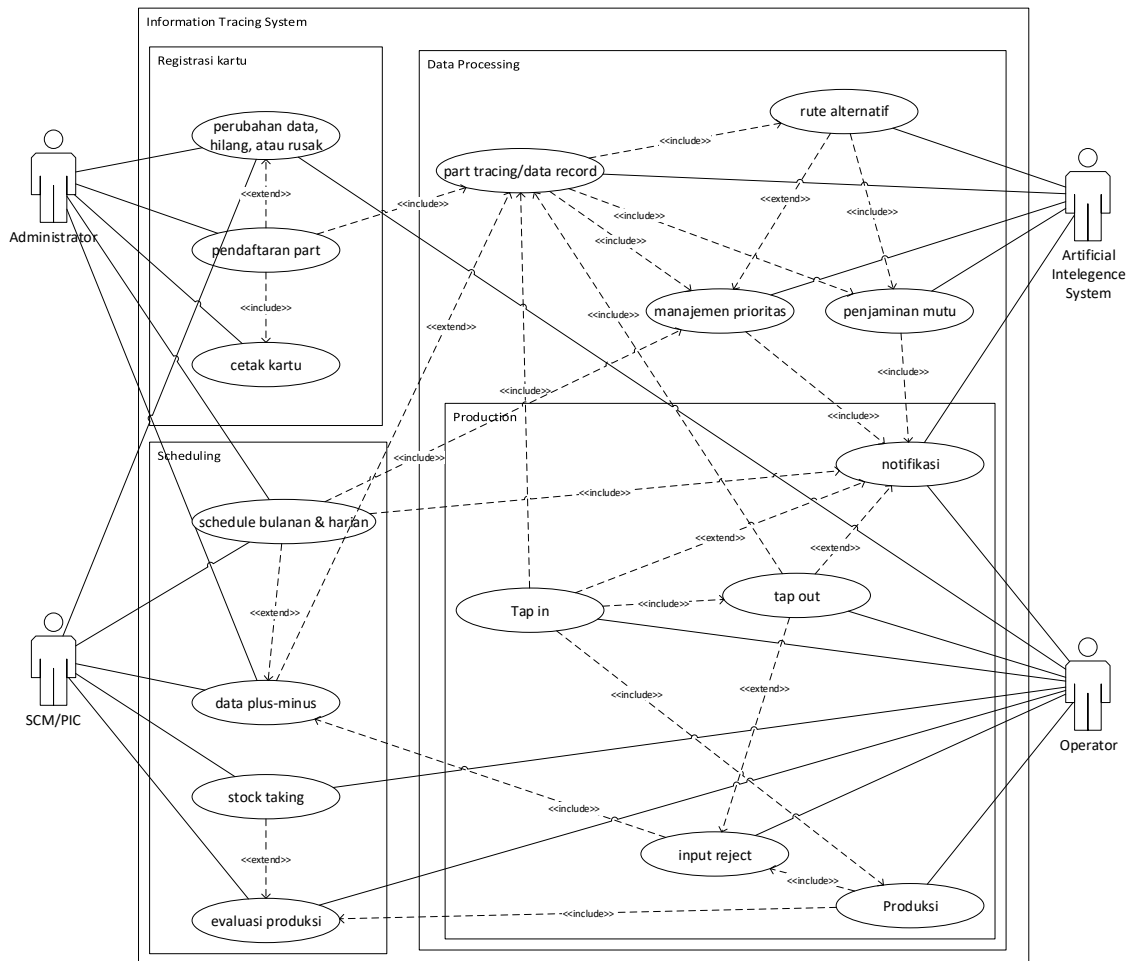 Information Tracing System
Registrasi kartu
Data Processing
perubahan data,
hilang, atau rusak
rute alternatif
<<include>>
part tracing/data record
Administrator
<<extend>>
<<include>>
<<include>>
<<extend>>
<<include>>
<<include>>
pendaftaran part
Artificial
Intelegence
System
<<include>>
manajemen prioritas
penjaminan mutu
<<include>>
<<extend>>
cetak kartu
<<include>>
<<include>>
<<include>>
Production
<<include>>
Scheduling
<<include>>
notifikasi
<<include>>
schedule bulanan & harian
<<extend>>
<<extend>>
<<extend>>
Tap in
<<include>>
tap out
SCM/PIC
<<include>>
<<extend>>
data plus-minus
Operator
stock taking
<<include>>
<<extend>>
input reject
<<include>>
evaluasi produksi
<<include>>
Produksi